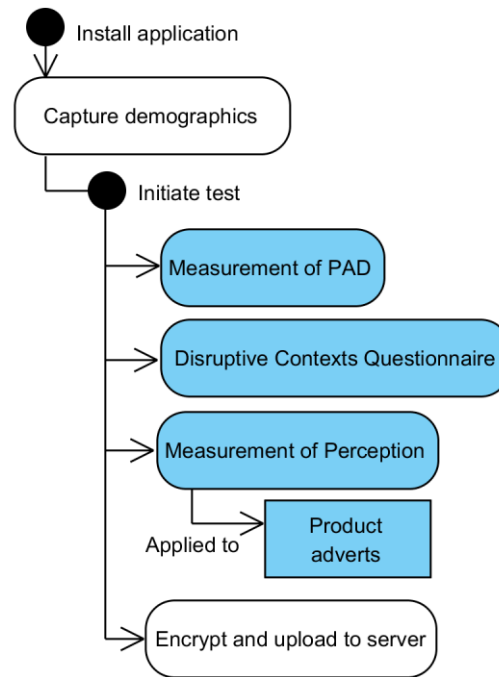 Install application
Capture demographics
Initiate test
Measurement of PAD
Disruptive Contexts Questionnaire
Measurement of Perception
Applied to
Product
adverts
Encrypt and upload to server